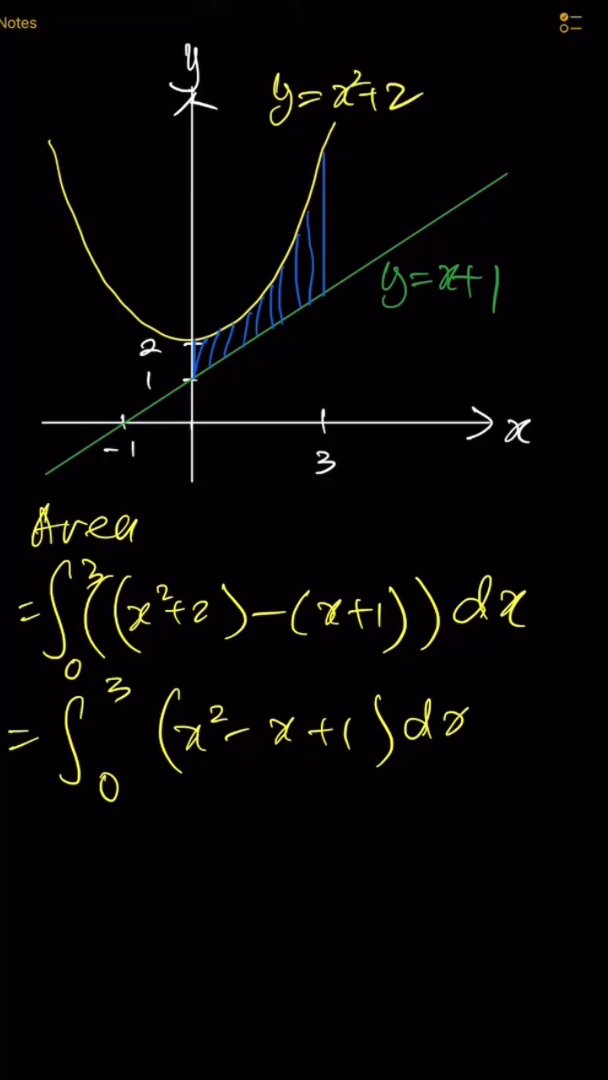 Notes
y
y=x²+2
y=x+1
2
1
-1
3
x
Area
=∫₀³((x²+2)-(x+1))dx
=∫₀³(x²-x+1)dx